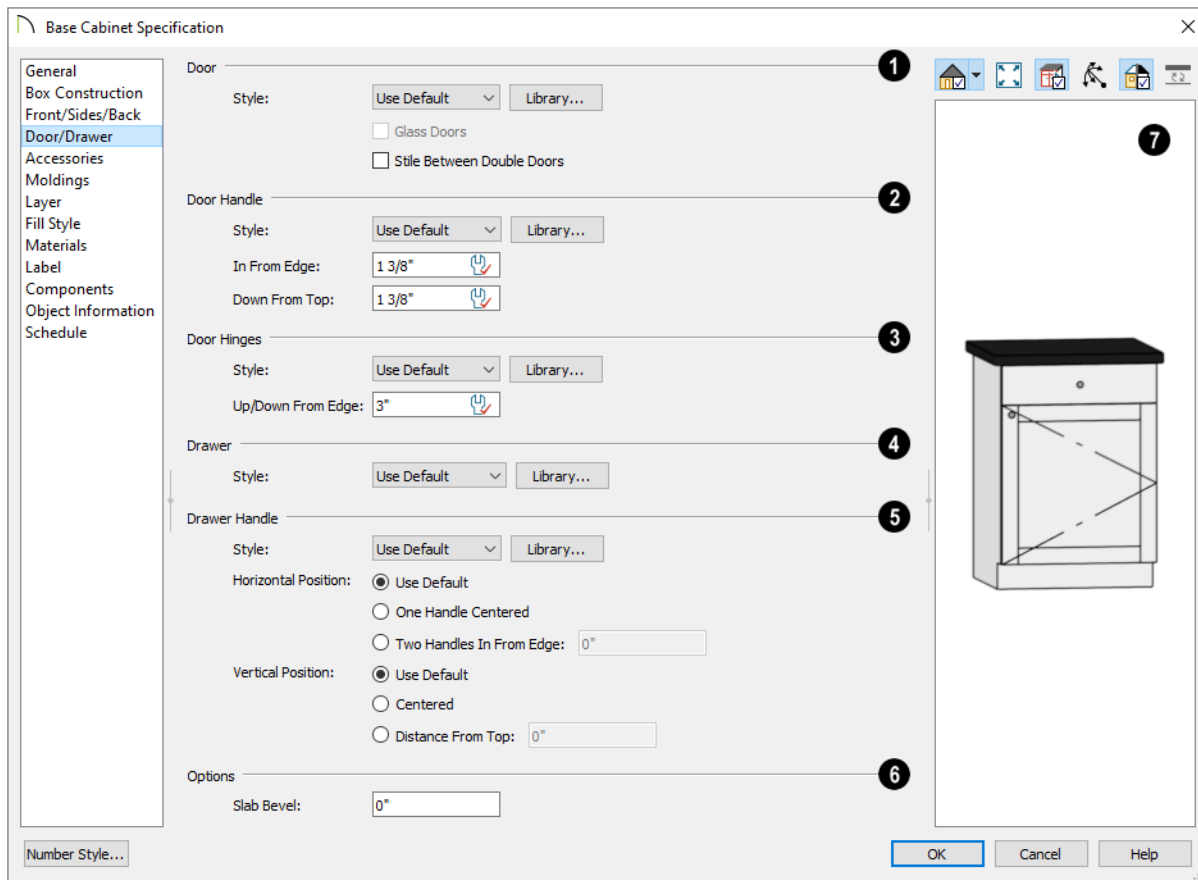 Base Cabinet Specification
General
Box Construction
Front/Sides/Back
Door/Drawer
Accessories
Moldings
Layer
Fill Style
Materials
Label
Components
Object Information
Schedule
Door 1
Style: Use Default Library...
Glass Doors
Stile Between Double Doors
Door Handle 2
Style: Use Default Library...
In From Edge: 1 3/8"
Down From Top: 1 3/8"
Door Hinges 3
Style: Use Default Library...
Up/Down From Edge: 3"
Drawer 4
Style: Use Default Library...
Drawer Handle 5
Style: Use Default Library...
Horizontal Position: Use Default
One Handle Centered
Two Handles In From Edge: 0"
Vertical Position: Use Default
Centered
Distance From Top: 0"
Options 6
Slab Bevel: 0"
7
Number Style... OK Cancel Help